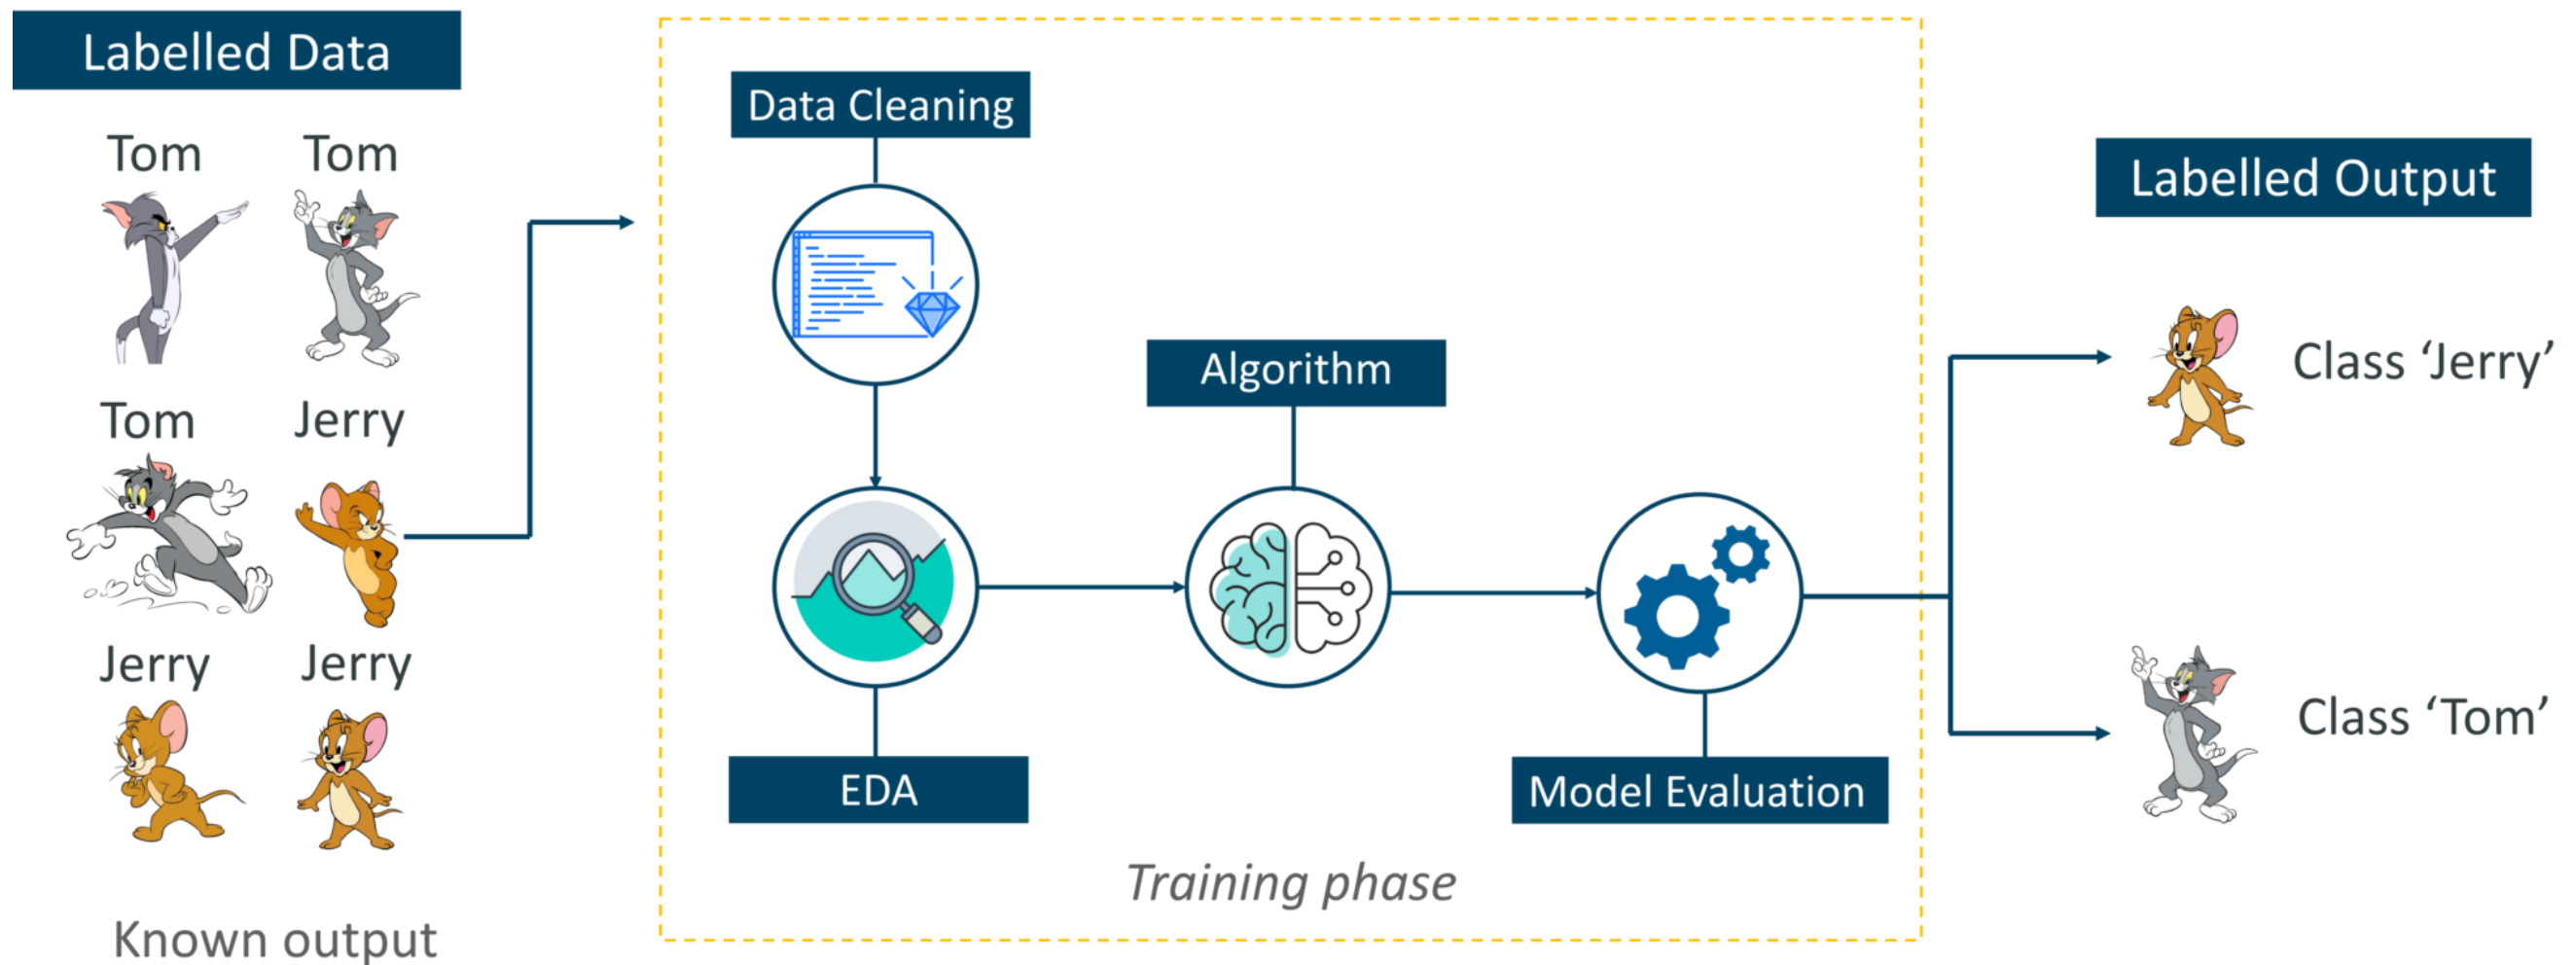 Labelled Data
Tom
Tom
Tom
Jerry
Jerry
Jerry
Known output
Data Cleaning
EDA
Algorithm
Model Evaluation
Training phase
Labelled Output
Class ‘Jerry’
Class ‘Tom’